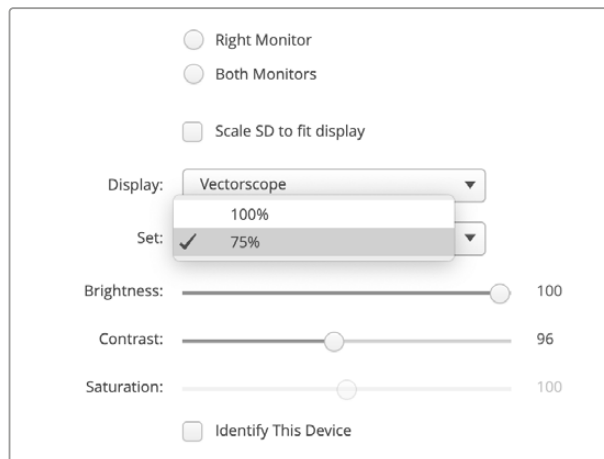 Right Monitor
Both Monitors
Scale SD to fit display
Display: Vectorscope
100%
Set: 75%
Brightness: 100
Contrast: 96
Saturation: 100
Identify This Device